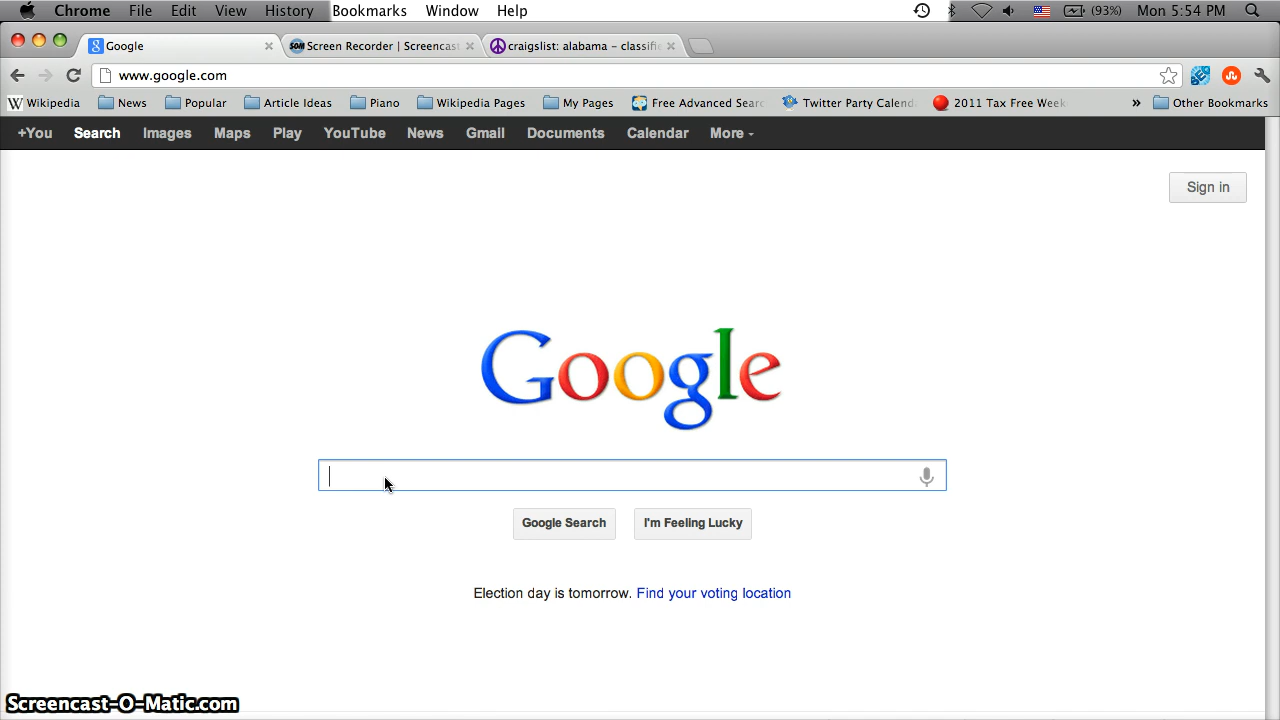 Chrome File Edit View History Bookmarks Window Help (93%) Mon 5:54 PM
Google Screen Recorder | Screencast craigslist: alabama – classifie
www.google.com
Wikipedia News Popular Article Ideas Piano Wikipedia Pages My Pages Free Advanced Sear Twitter Party Calend 2011 Tax Free Week » Other Bookmarks
+You Search Images Maps Play YouTube News Gmail Documents Calendar More
Sign in
Google
Google Search I'm Feeling Lucky
Election day is tomorrow. Find your voting location
Screencast-O-Matic.com